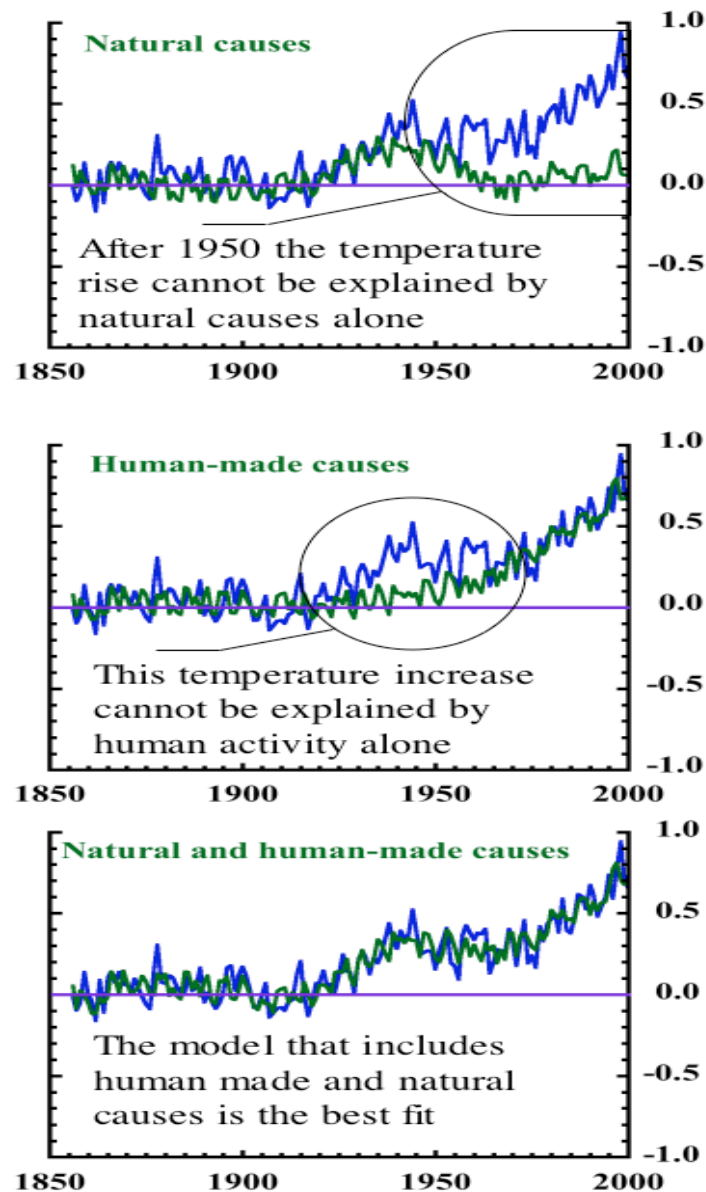 1.0
Natural causes
0.5
0.0
After 1950 the temperature
rise cannot be explained by
natural causes alone
-0.5
-1.0
1850 1900 1950 2000
1.0
Human-made causes
0.5
0.0
This temperature increase
cannot be explained by
human activity alone
-0.5
-1.0
1850 1900 1950 2000
1.0
Natural and human-made causes
0.5
0.0
The model that includes
human made and natural
causes is the best fit
-0.5
-1.0
1850 1900 1950 2000